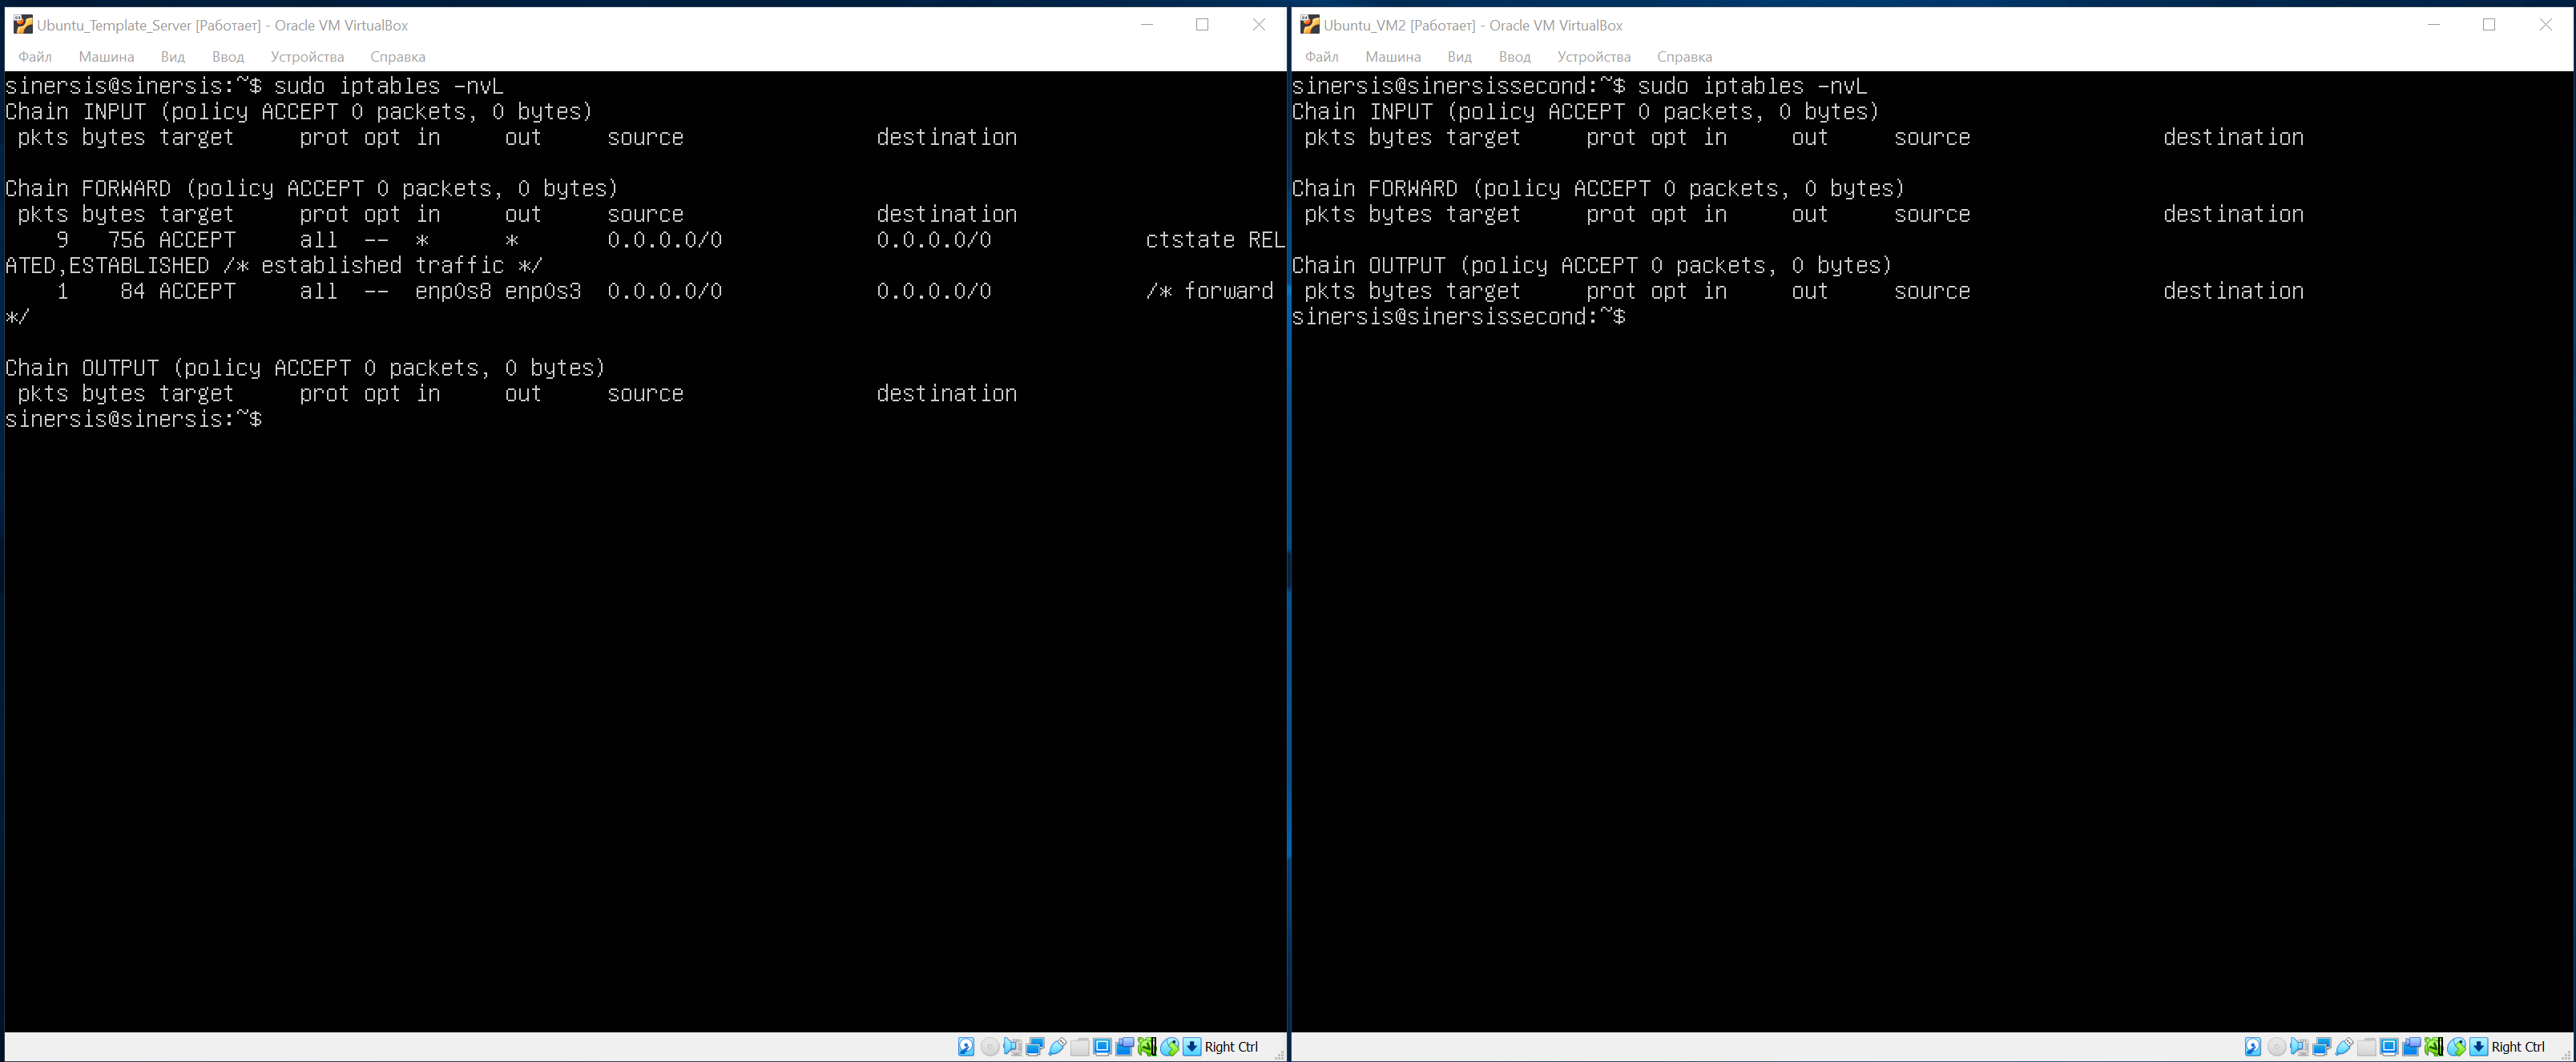 Ubuntu_Template_Server [Работает] - Oracle VM VirtualBox
Файл Машина Вид Ввод Устройства Справка
sinersis@sinersis:~$ sudo iptables -nvL
Chain INPUT (policy ACCEPT 0 packets, 0 bytes)
 pkts bytes target     prot opt in     out     source               destination

Chain FORWARD (policy ACCEPT 0 packets, 0 bytes)
 pkts bytes target     prot opt in     out     source               destination
    9   756 ACCEPT     all  --  *      *       0.0.0.0/0            0.0.0.0/0            ctstate REL
ATED,ESTABLISHED /* established traffic */
    1    84 ACCEPT     all  --  enp0s8 enp0s3  0.0.0.0/0            0.0.0.0/0            /* forward
*/

Chain OUTPUT (policy ACCEPT 0 packets, 0 bytes)
 pkts bytes target     prot opt in     out     source               destination
sinersis@sinersis:~$
Right Ctrl
Ubuntu_VM2 [Работает] - Oracle VM VirtualBox
Файл Машина Вид Ввод Устройства Справка
sinersis@sinersissecond:~$ sudo iptables -nvL
Chain INPUT (policy ACCEPT 0 packets, 0 bytes)
 pkts bytes target     prot opt in     out     source               destination

Chain FORWARD (policy ACCEPT 0 packets, 0 bytes)
 pkts bytes target     prot opt in     out     source               destination

Chain OUTPUT (policy ACCEPT 0 packets, 0 bytes)
 pkts bytes target     prot opt in     out     source               destination
sinersis@sinersissecond:~$
Right Ctrl